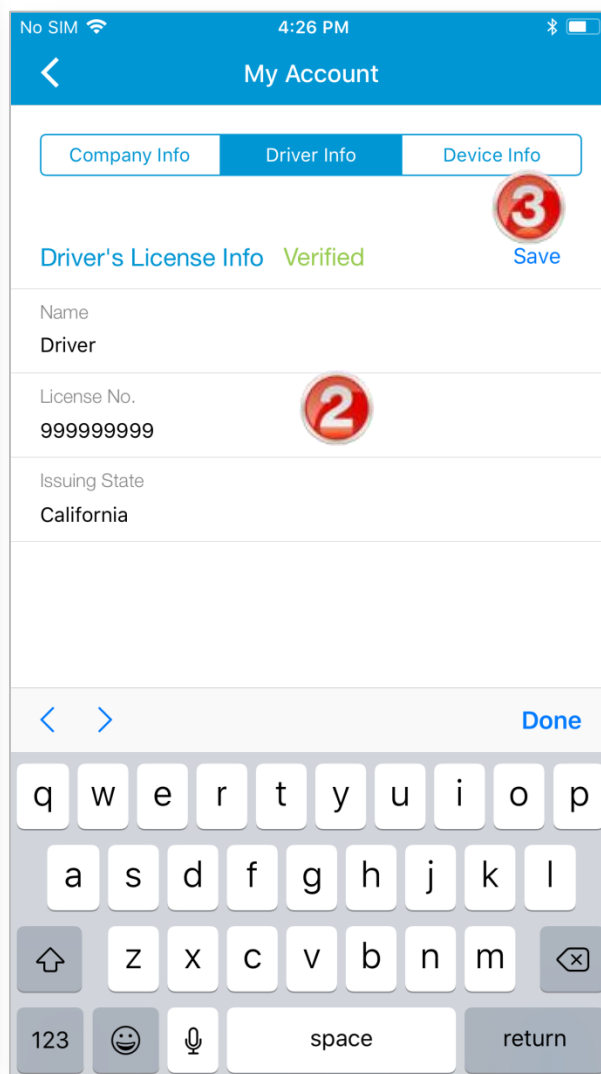 No SIM 4:26 PM
My Account
Company Info Driver Info Device Info
3
Driver's License Info Verified Save
Name
Driver
License No.
2
999999999
Issuing State
California
Done
q w e r t y u i o p
a s d f g h j k l
z x c v b n m
123 space return